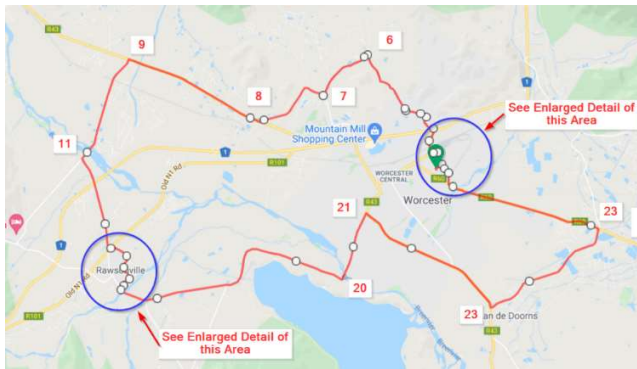 R43
9
6
8
7
See Enlarged Detail of
this Area
Mountain Mill
Shopping Center
11
1
Old N1 Rd
R101
1
WORCESTER
CENTRAL
R60
Worcester
R43
21
23
1
Rawsonville
Old N1 Rd
R101
20
23
an de Doorns
R43
See Enlarged Detail of
this Area